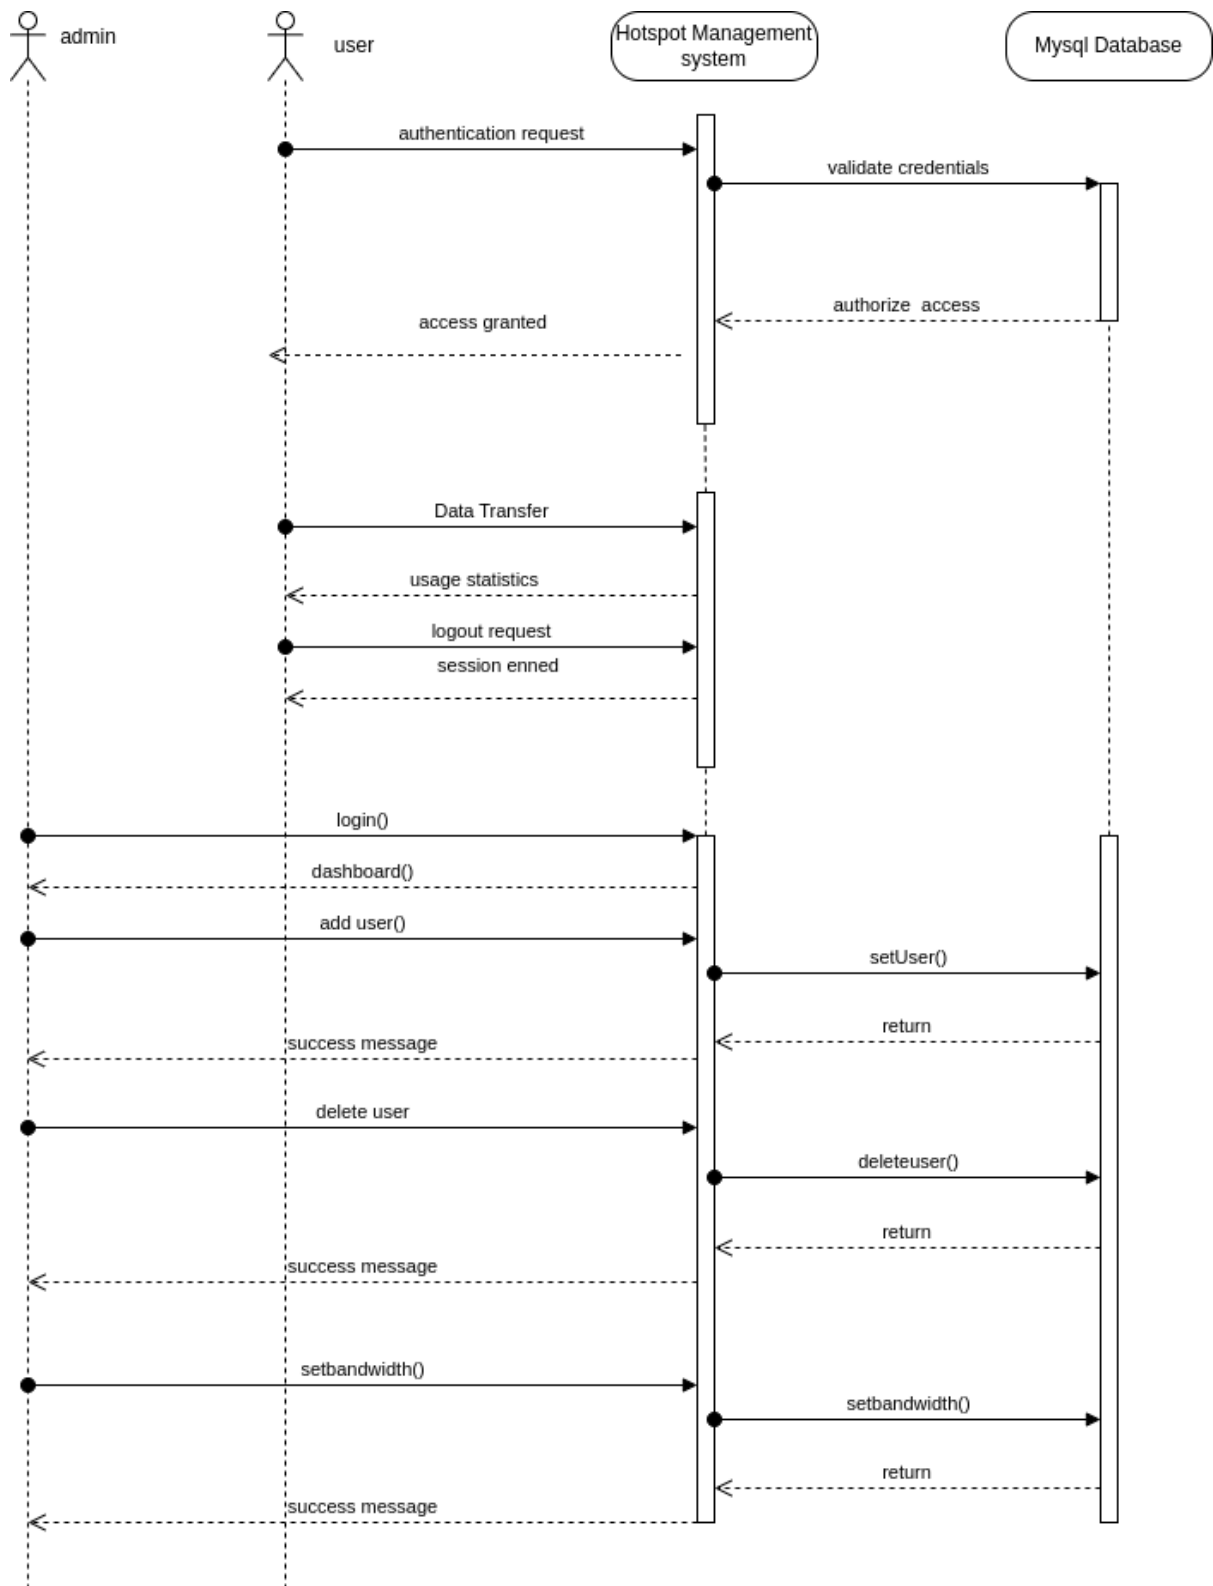 admin
user
Hotspot Management
system
Mysql Database
authentication request
validate credentials
authorize  access
access granted
Data Transfer
usage statistics
logout request
session enned
login()
dashboard()
add user()
setUser()
return
success message
delete user
deleteuser()
return
success message
setbandwidth()
setbandwidth()
return
success message